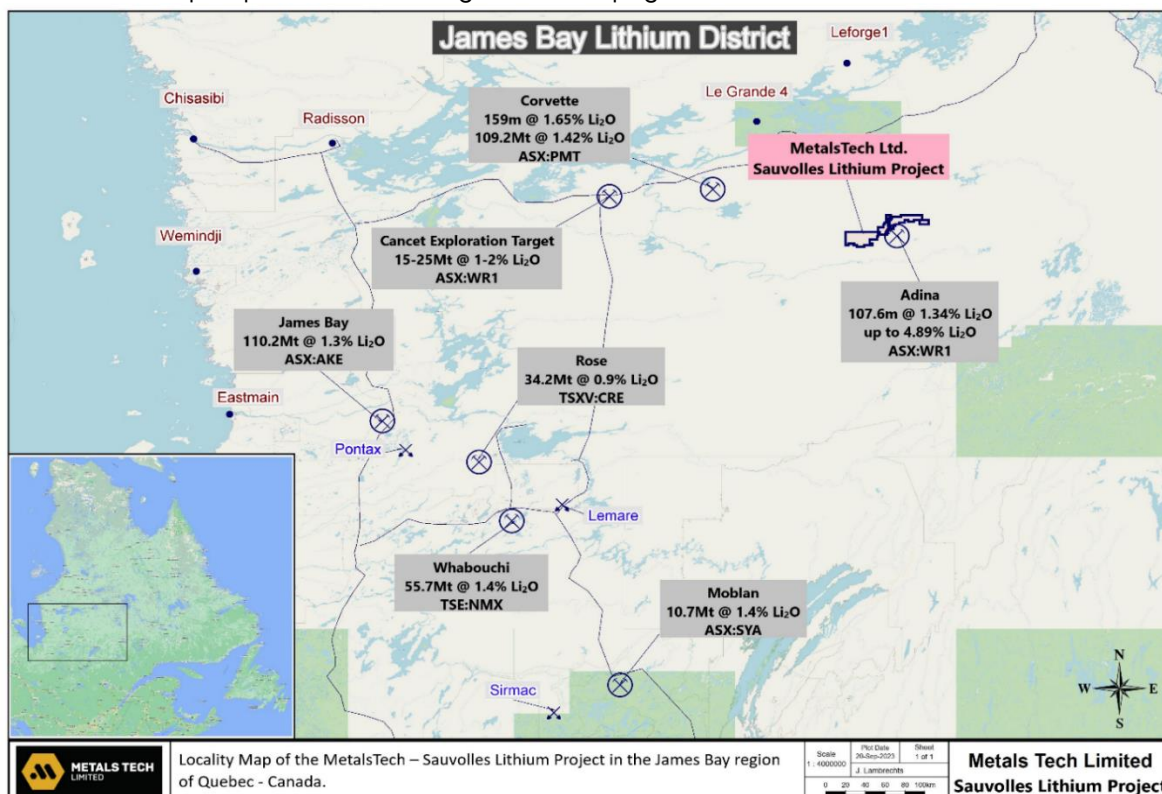 James Bay Lithium District
Leforge1
Le Grande 4
Chisasibi
Radisson
Corvette
159m @ 1.65% Li₂O
109.2Mt @ 1.42% Li₂O
ASX:PMT
MetalsTech Ltd.
Sauvolles Lithium Project
Wemindji
Cancet Exploration Target
15-25Mt @ 1-2% Li₂O
ASX:WR1
Adina
107.6m @ 1.34% Li₂O
up to 4.89% Li₂O
ASX:WR1
James Bay
110.2Mt @ 1.3% Li₂O
ASX:AKE
Rose
34.2Mt @ 0.9% Li₂O
TSXV:CRE
Eastmain
Pontax
Lemare
Whabouchi
55.7Mt @ 1.4% Li₂O
TSE:NMX
Moblan
10.7Mt @ 1.4% Li₂O
ASX:SYA
Sirmac
N
W E
S
METALS TECH
LIMITED
Locality Map of the MetalsTech – Sauvolles Lithium Project in the James Bay region
of Quebec - Canada.
Scale
1 : 4000000
Plot Date
29-Sep-2023
Sheet
1 of 1
J. Lambrechts
0 20 40 60 80 100km
Metals Tech Limited
Sauvolles Lithium Project